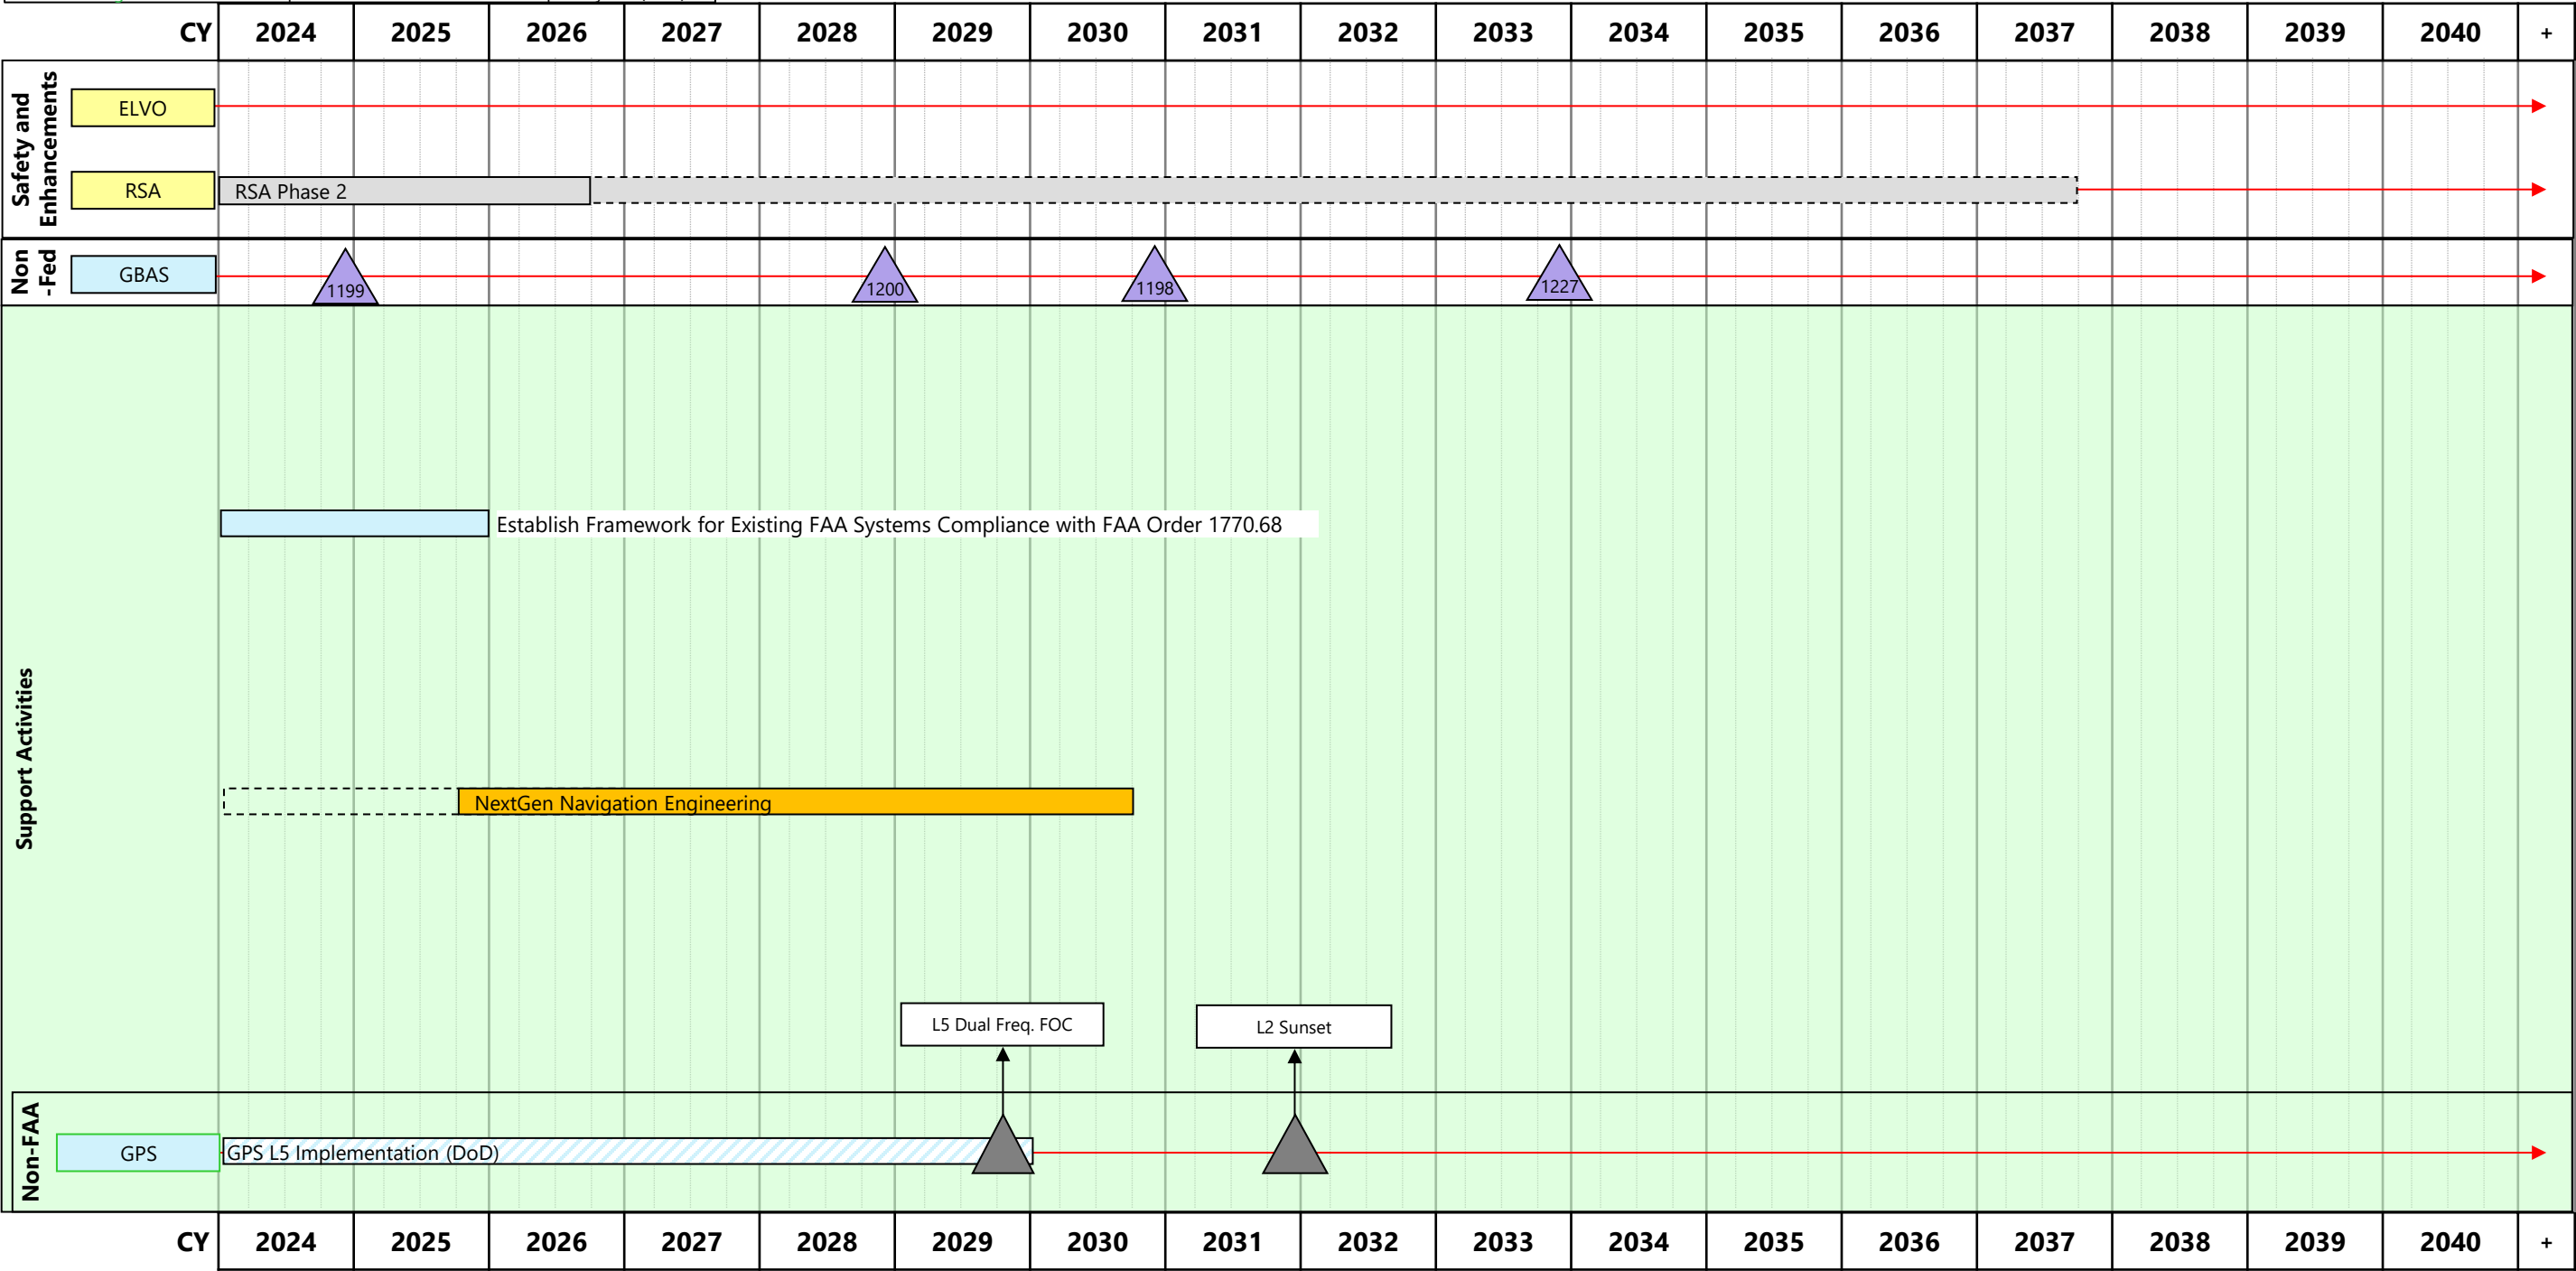 CY 2024 2025 2026 2027 2028 2029 2030 2031 2032 2033 2034 2035 2036 2037 2038 2039 2040 +
Safety and
Enhancements
ELVO
RSA
RSA Phase 2
Non
-Fed
GBAS
1199
1200
1198
1227
Support Activities
Establish Framework for Existing FAA Systems Compliance with FAA Order 1770.68
NextGen Navigation Engineering
L5 Dual Freq. FOC
L2 Sunset
Non-FAA
GPS
GPS L5 Implementation (DoD)
CY 2024 2025 2026 2027 2028 2029 2030 2031 2032 2033 2034 2035 2036 2037 2038 2039 2040 +